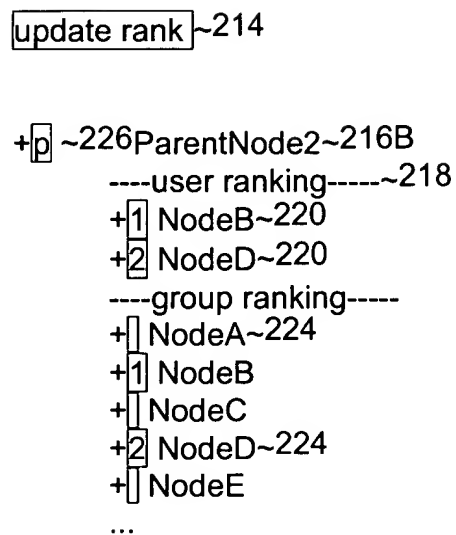 update rank ~214
+p ~226ParentNode2~216B
----user ranking-----~218
+1 NodeB~220
+2 NodeD~220
----group ranking-----
+ NodeA~224
+1 NodeB
+ NodeC
+2 NodeD~224
+ NodeE
...